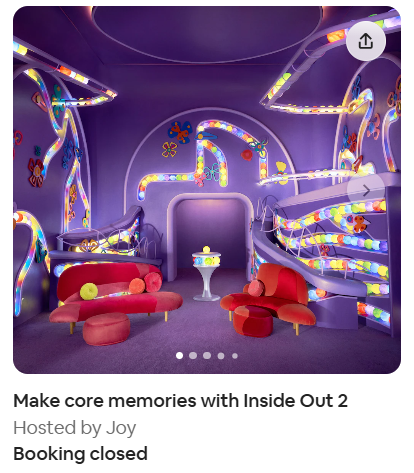 Make core memories with Inside Out 2
Hosted by Joy
Booking closed